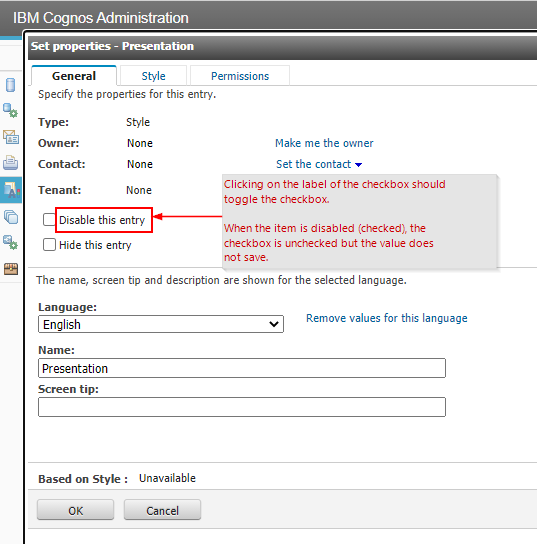 IBM Cognos Administration
Set properties - Presentation
General
Style
Permissions
Specify the properties for this entry.
Type:
Style
Owner:
None
Make me the owner
Contact:
None
Set the contact
Tenant:
None
Clicking on the label of the checkbox should
toggle the checkbox.
When the item is disabled (checked), the
checkbox is unchecked but the value does
not save.
Disable this entry
Hide this entry
The name, screen tip and description are shown for the selected language.
Language:
English
Remove values for this language
Name:
Presentation
Screen tip:
Based on Style :
Unavailable
OK
Cancel